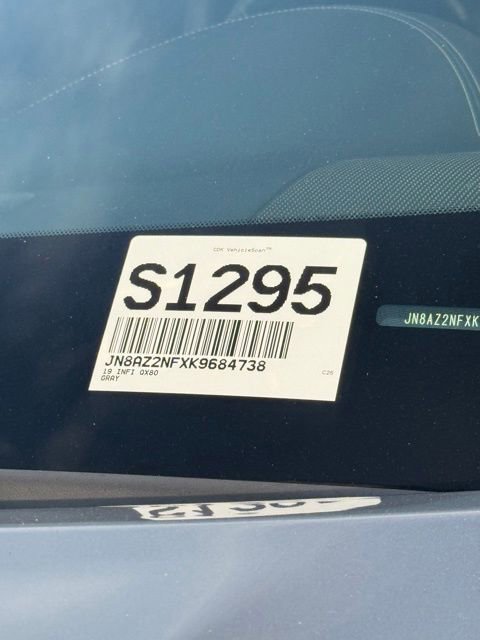 CDK VehicleScan™
S1295
JN8AZ2NFXK9684738
19 INFI QX80
GRAY
C25
JN8AZ2NFXK